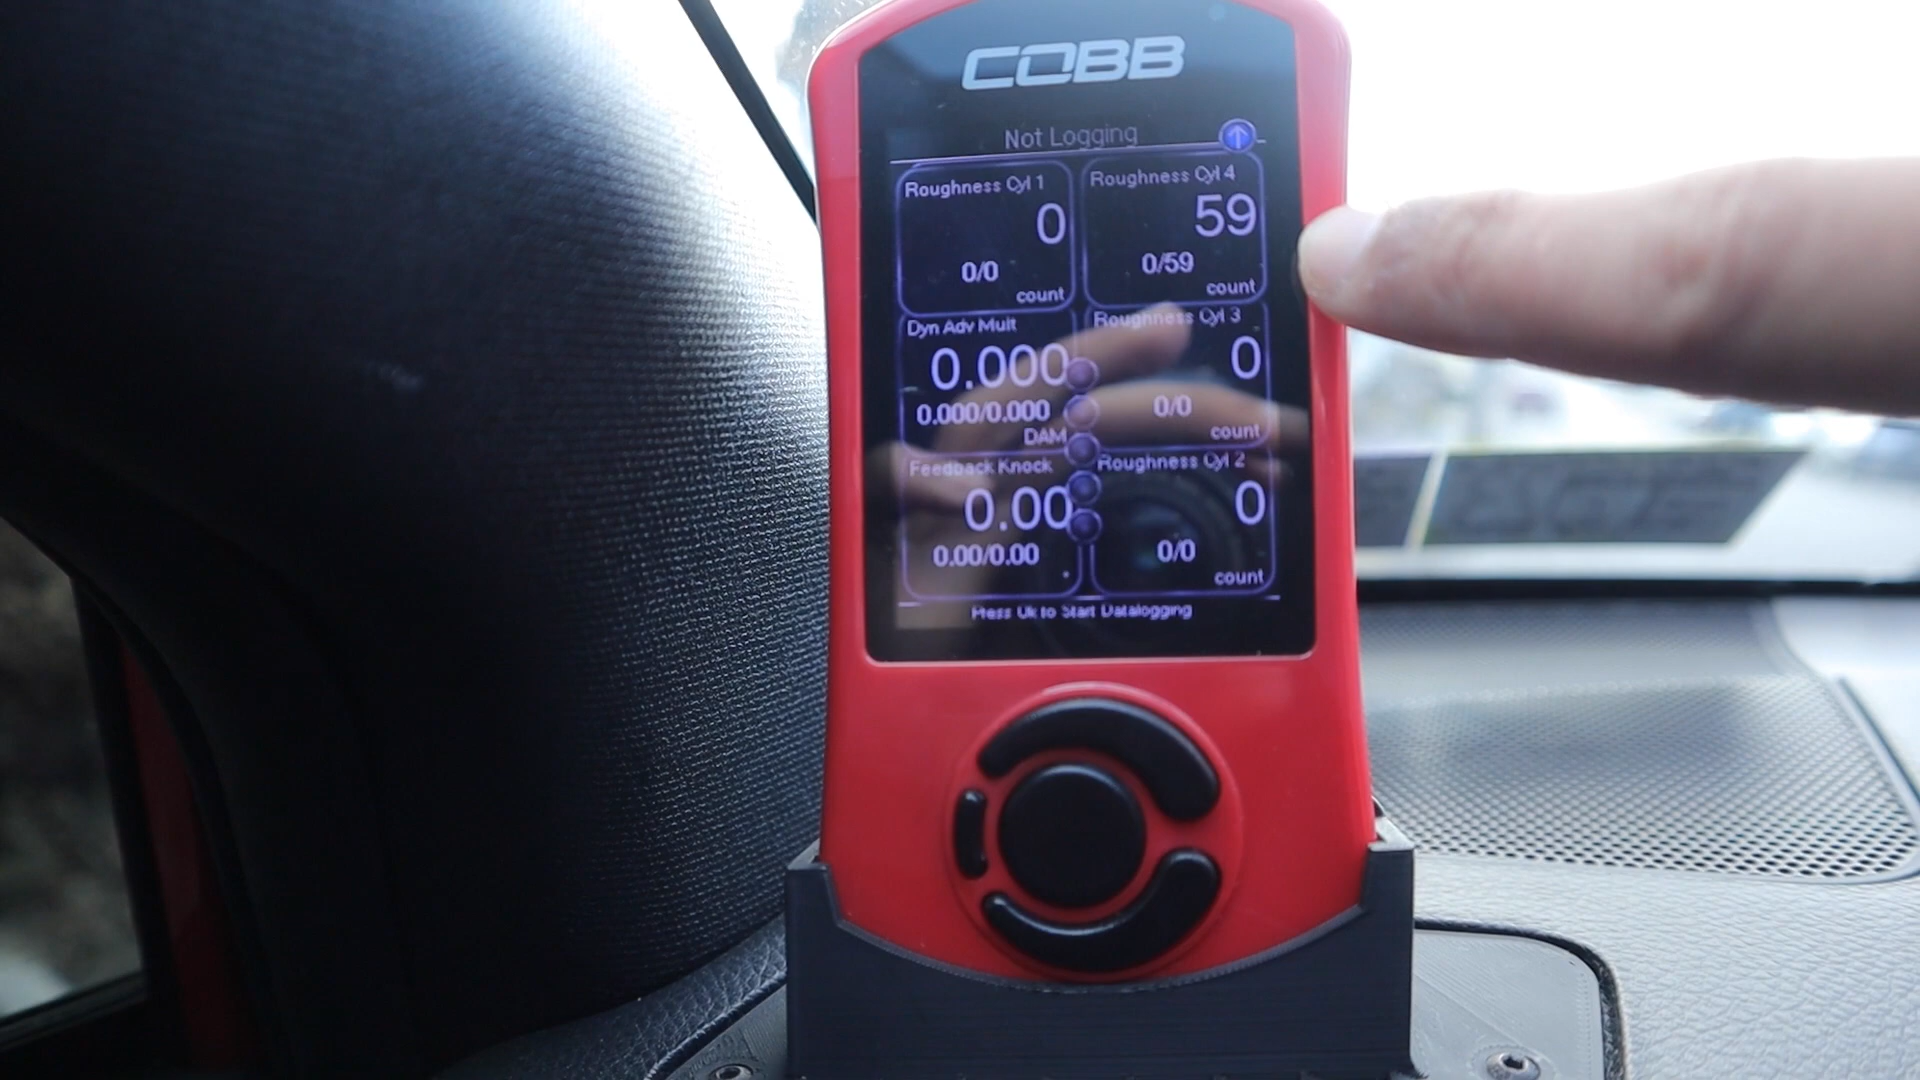 COBB
Not Logging
Roughness Cyl 1
0
0/0
count
Roughness Cyl 4
59
0/59
count
Dyn Adv Mult
0.000
0.000/0.000
DAM
Roughness Cyl 3
0
0/0
count
Feedback Knock
0.00
0.00/0.00
Roughness Cyl 2
0
0/0
count
Press Ok to Start Datalogging